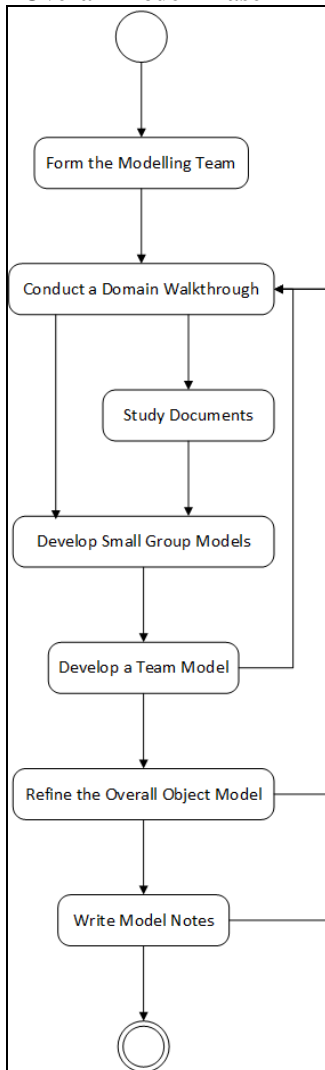 Form the Modelling Team
Conduct a Domain Walkthrough
Study Documents
Develop Small Group Models
Develop a Team Model
Refine the Overall Object Model
Write Model Notes